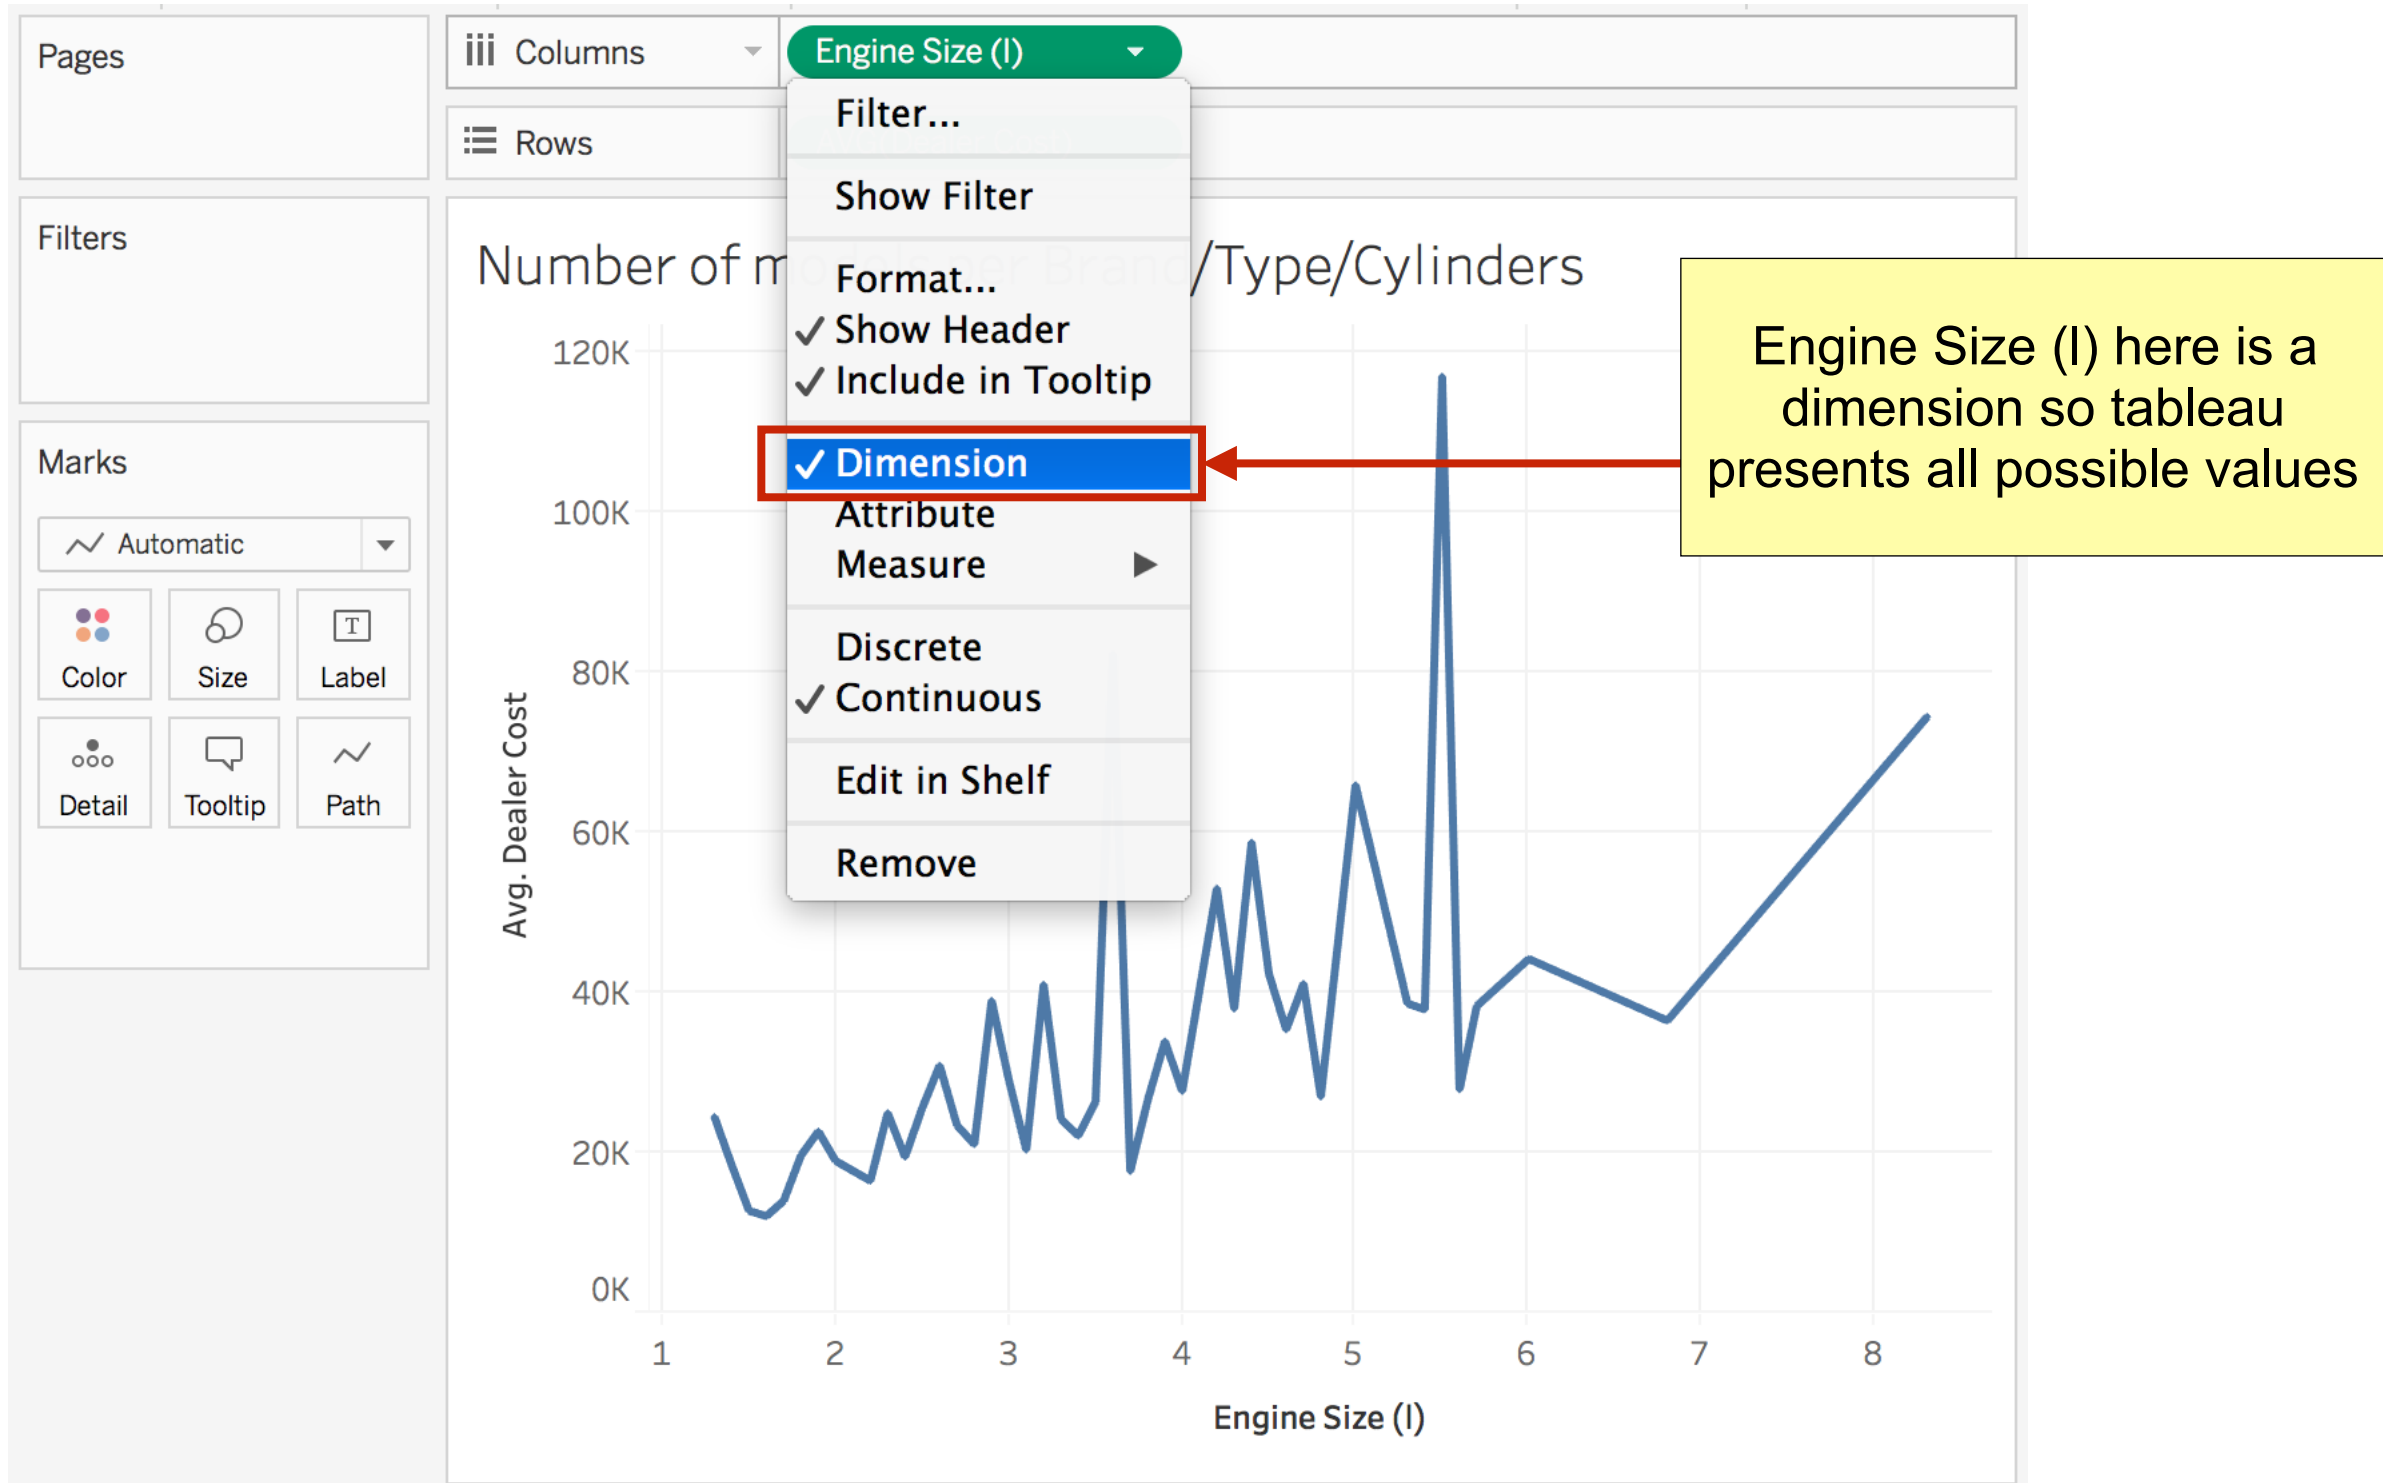 Pages
Columns
Engine Size (l)
Rows
Filters
Marks
Automatic
Color
Size
Label
Detail
Tooltip
Path
Filter...
Show Filter
Format...
Show Header
Include in Tooltip
Dimension
Attribute
Measure
Discrete
Continuous
Edit in Shelf
Remove
Number of models per Brand/Type/Cylinders
Engine Size (l) here is a
dimension so tableau
presents all possible values
Avg. Dealer Cost
120K
100K
80K
60K
40K
20K
0K
1 2 3 4 5 6 7 8
Engine Size (l)